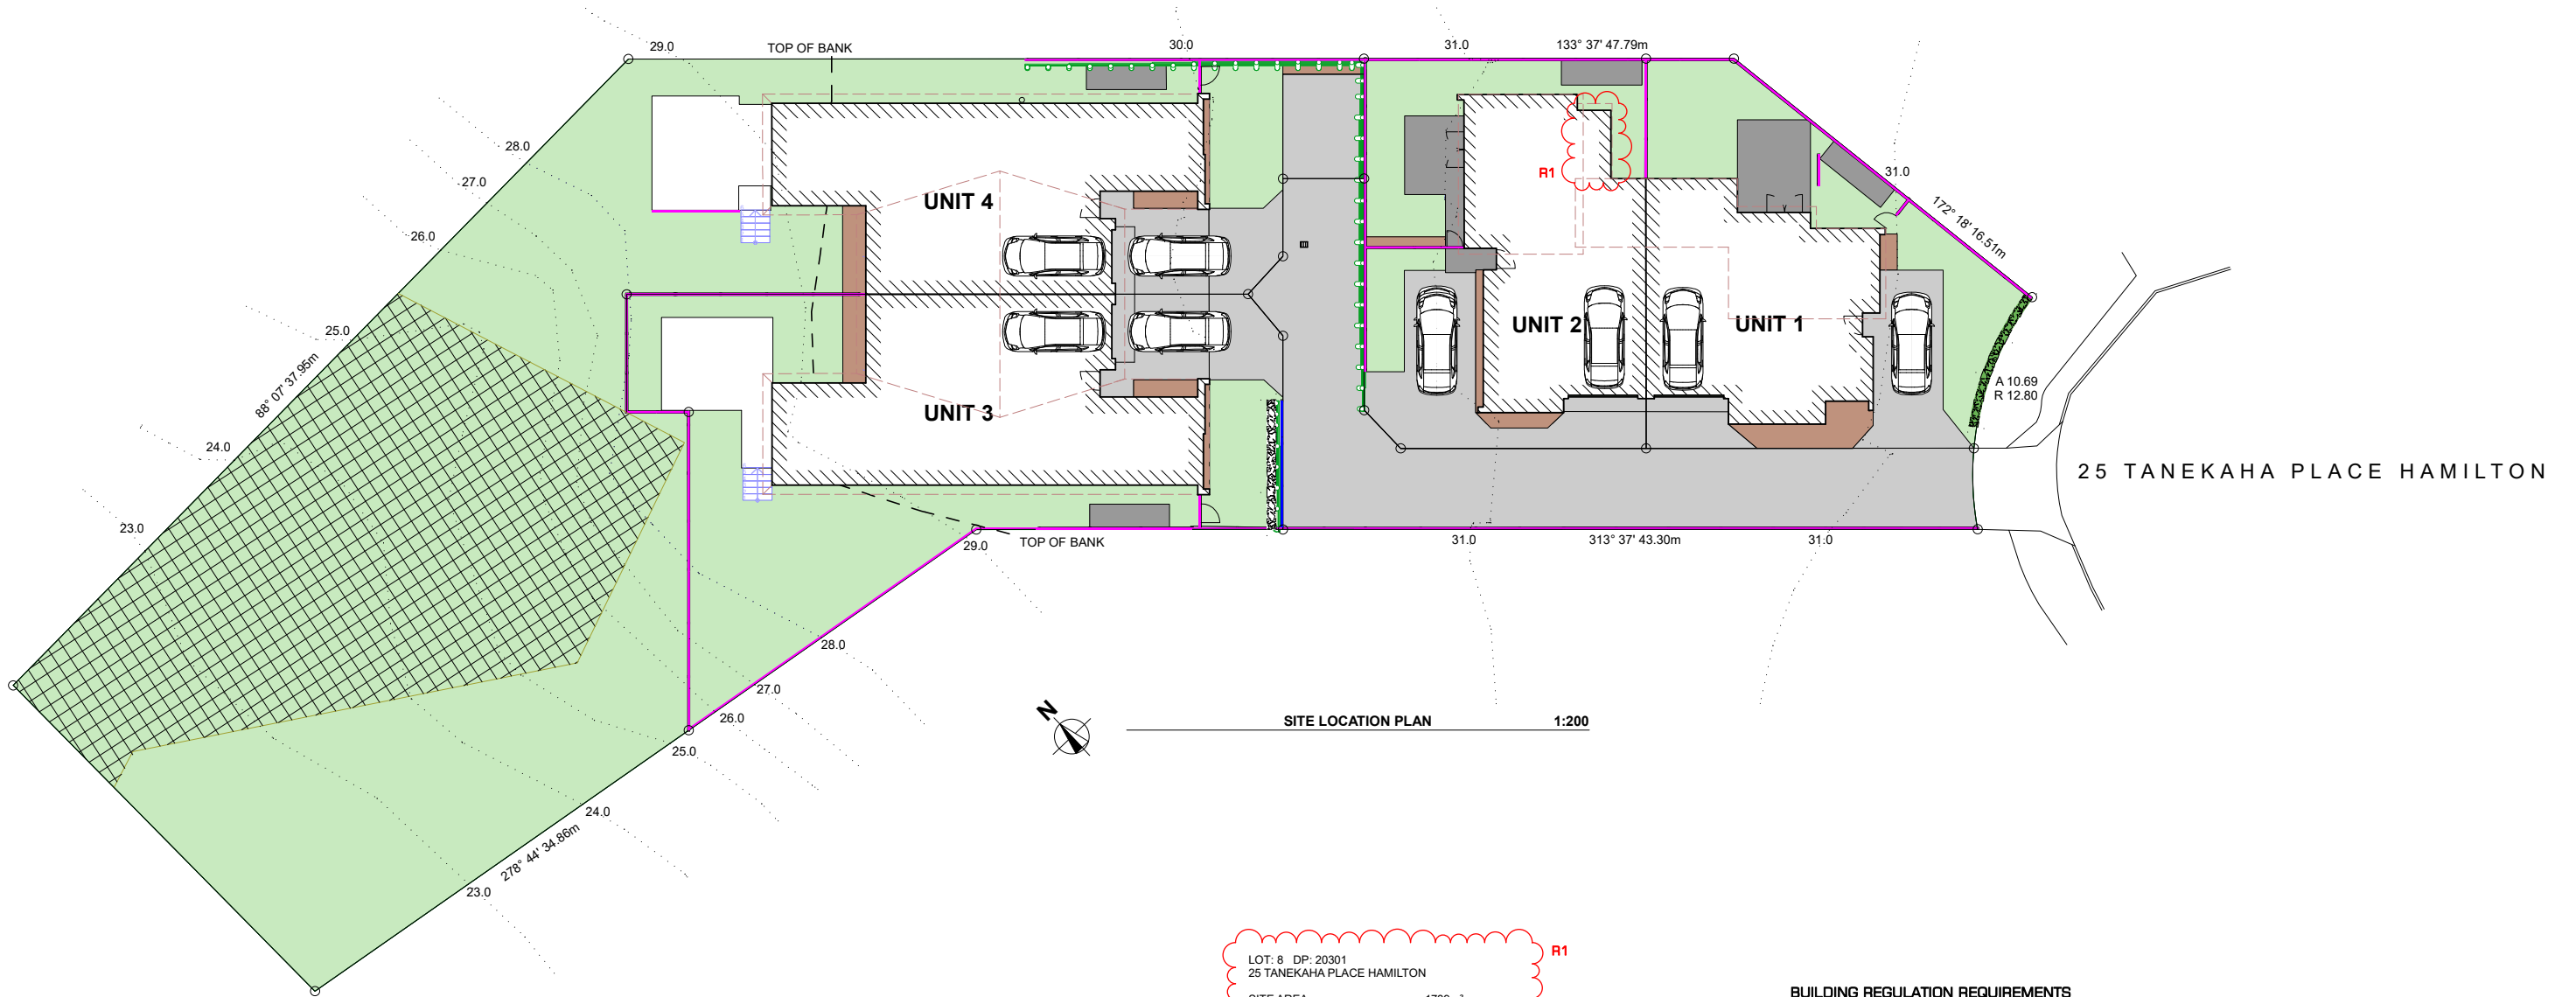 29.0
TOP OF BANK
30.0
31.0
133° 37' 47.79m
28.0
27.0
26.0
25.0
24.0
23.0
88° 07' 37.95m
UNIT 4
UNIT 3
R1
UNIT 2
UNIT 1
31.0
172° 18' 16.51m
A 10.69
R 12.80
25 TANEKAHA PLACE HAMILTON
29.0
TOP OF BANK
31.0
313° 37' 43.30m
31.0
28.0
27.0
26.0
25.0
24.0
23.0
278° 44' 34.86m
N
SITE LOCATION PLAN 1:200
R1
LOT: 8 DP: 20301
25 TANEKAHA PLACE HAMILTON
SITE AREA
BUILDING REGULATION REQUIREMENTS